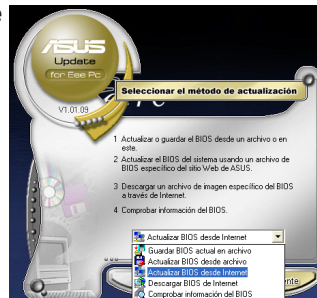 ASUS
Update
for Eee Pc
V1.01.09
Seleccionar el método de actualización
1 Actualizar o guardar el BIOS desde un archivo o en
este.
2 Actualizar el BIOS del sistema usando un archivo de
BIOS específico del sitio Web de ASUS.
3 Descargar un archivo de imagen específico del BIOS
a través de Internet.
4 Comprobar información del BIOS.
Actualizar BIOS desde Internet
Guardar BIOS actual en archivo
Actualizar BIOS desde archivo
Actualizar BIOS desde Internet
Descargar BIOS de Internet
Comprobar información del BIOS